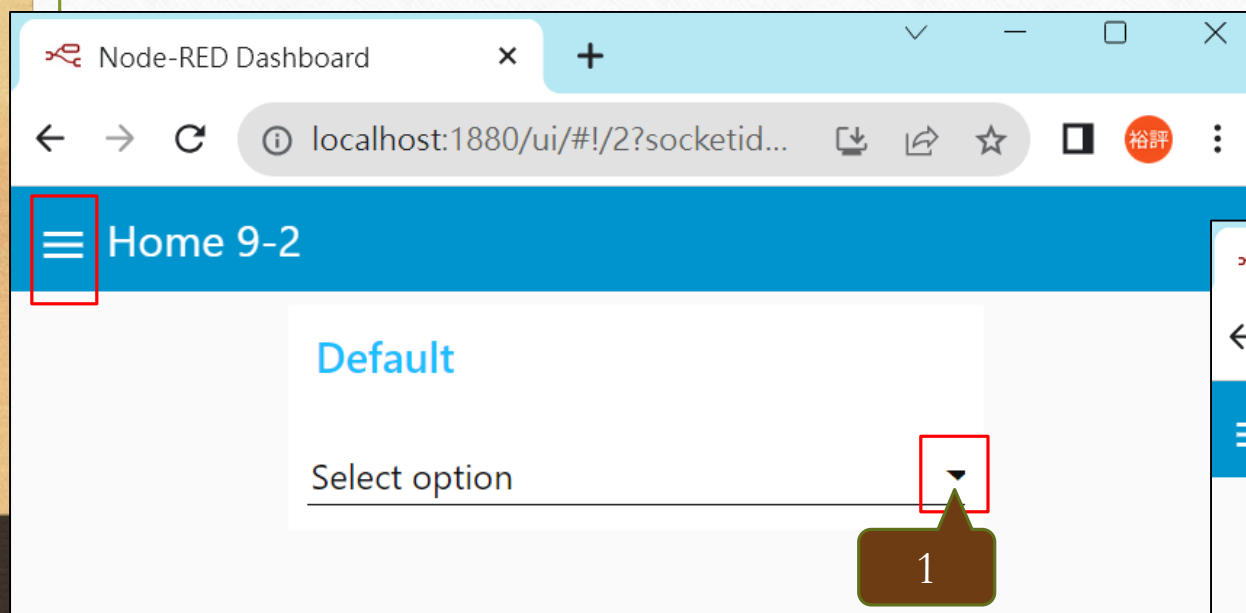 Node-RED Dashboard
localhost:1880/ui/#!/2?socketid...
裕評
Home 9-2
Default
Select option
1